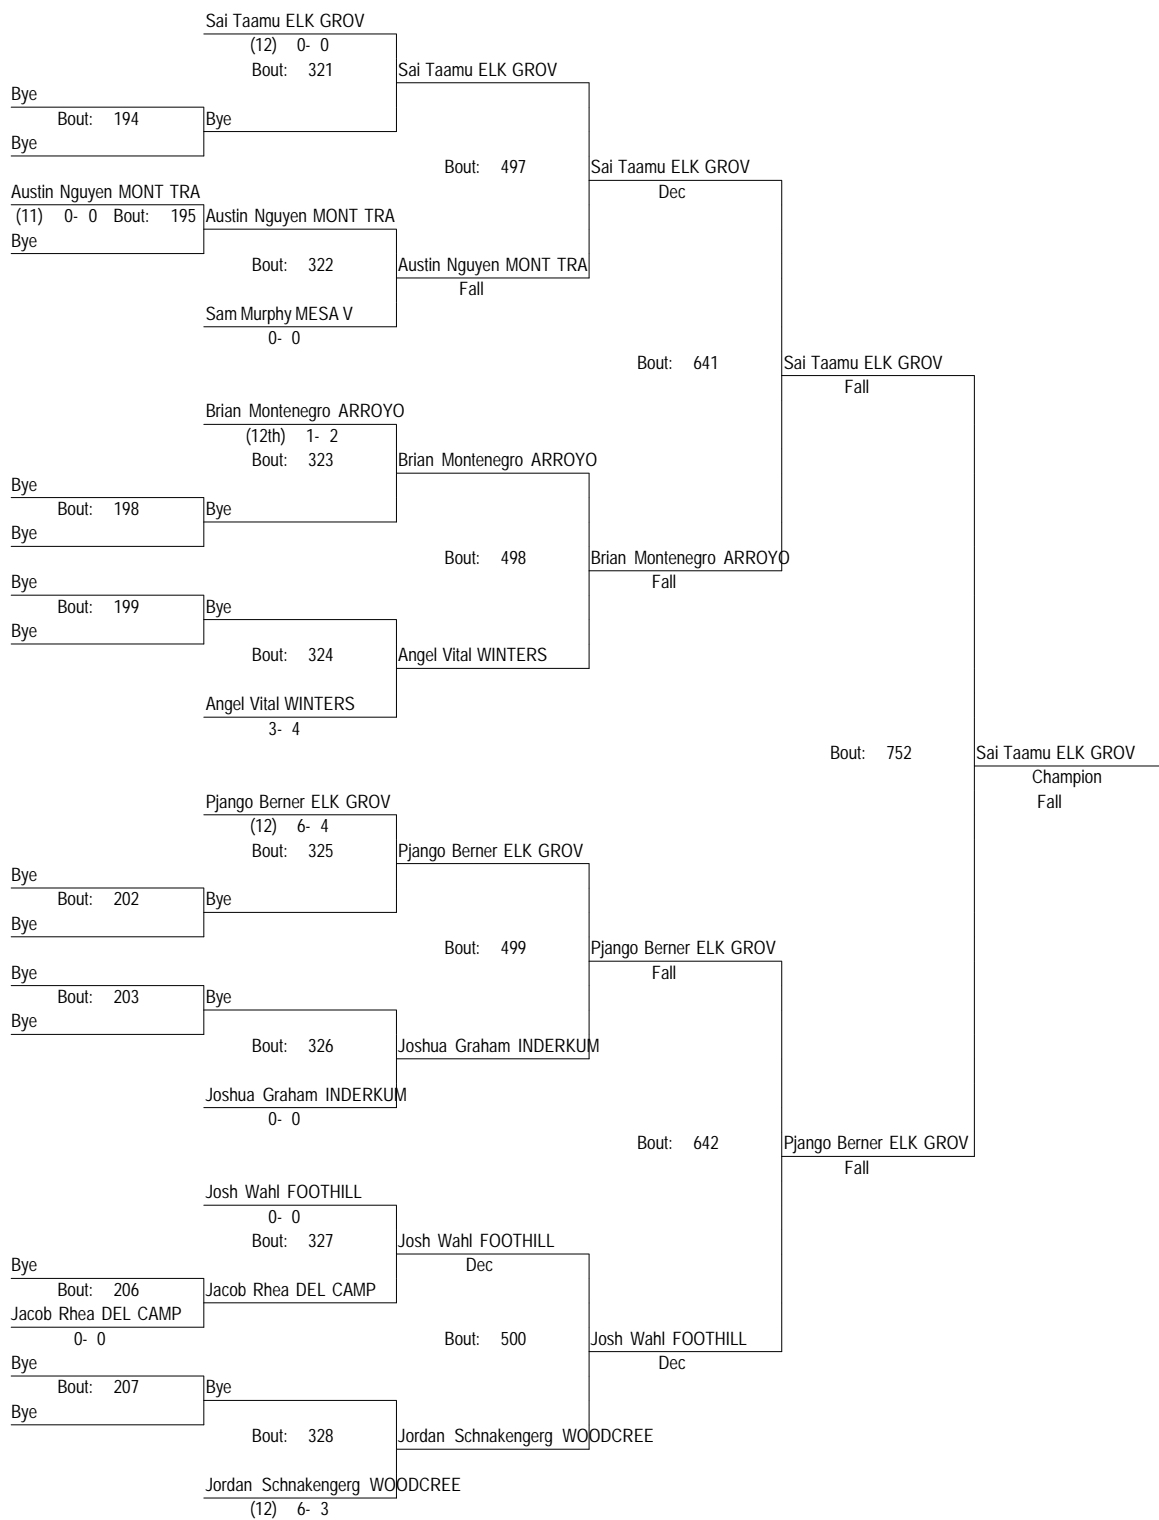 Sai Taamu ELK GROV
(12) 0- 0
Bout: 321
Sai Taamu ELK GROV
Bye
Bout: 194
Bye
Bye
Bout: 497
Sai Taamu ELK GROV
Dec
Austin Nguyen MONT TRA
(11) 0- 0 Bout: 195
Austin Nguyen MONT TRA
Bye
Bout: 322
Austin Nguyen MONT TRA
Fall
Sam Murphy MESA V
0- 0
Bout: 641
Sai Taamu ELK GROV
Fall
Brian Montenegro ARROYO
(12th) 1- 2
Bout: 323
Brian Montenegro ARROYO
Bye
Bout: 198
Bye
Bye
Bout: 498
Brian Montenegro ARROYO
Fall
Bye
Bout: 199
Bye
Bye
Bout: 324
Angel Vital WINTERS
Angel Vital WINTERS
3- 4
Bout: 752
Sai Taamu ELK GROV
Champion
Fall
Pjango Berner ELK GROV
(12) 6- 4
Bout: 325
Pjango Berner ELK GROV
Bye
Bout: 202
Bye
Bye
Bout: 499
Pjango Berner ELK GROV
Fall
Bye
Bout: 203
Bye
Bye
Bout: 326
Joshua Graham INDERKUM
Joshua Graham INDERKUM
0- 0
Bout: 642
Pjango Berner ELK GROV
Fall
Josh Wahl FOOTHILL
0- 0
Bout: 327
Josh Wahl FOOTHILL
Dec
Bye
Bout: 206
Jacob Rhea DEL CAMP
Jacob Rhea DEL CAMP
0- 0
Bout: 500
Josh Wahl FOOTHILL
Dec
Bye
Bout: 207
Bye
Bye
Bout: 328
Jordan Schnakengerg WOODCREE
Jordan Schnakengerg WOODCREE
(12) 6- 3